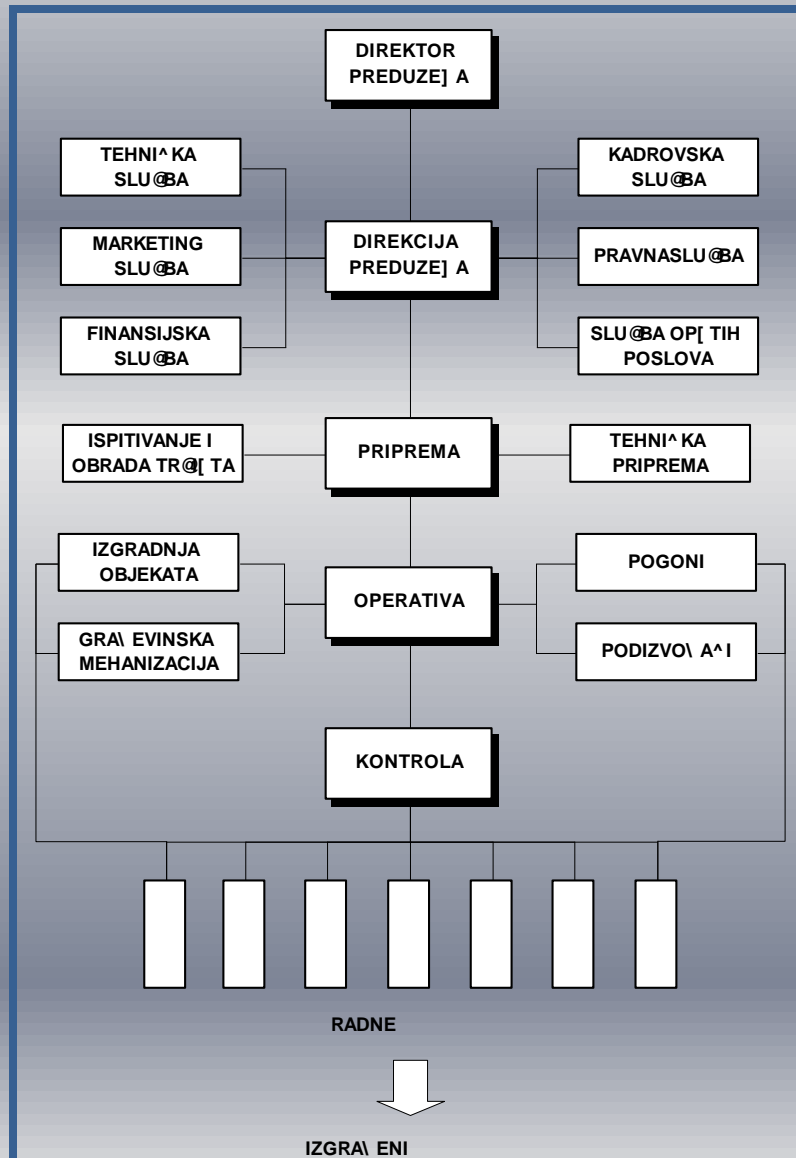 DIREKTOR
PREDUZE] A
TEHNI^ KA
SLU@BA
KADROVSKA
SLU@BA
MARKETING
SLU@BA
DIREKCIJA
PREDUZE] A
PRAVNASLU@BA
FINANSIJSKA
SLU@BA
SLU@BA OP[ TIH
POSLOVA
ISPITIVANJE I
OBRADA TR@I[ TA
PRIPREMA
TEHNI^ KA
PRIPREMA
IZGRADNJA
OBJEKATA
OPERATIVA
POGONI
GRA\ EVINSKA
MEHANIZACIJA
PODIZVO\ A^ I
KONTROLA
RADNE
IZGRA\ ENI